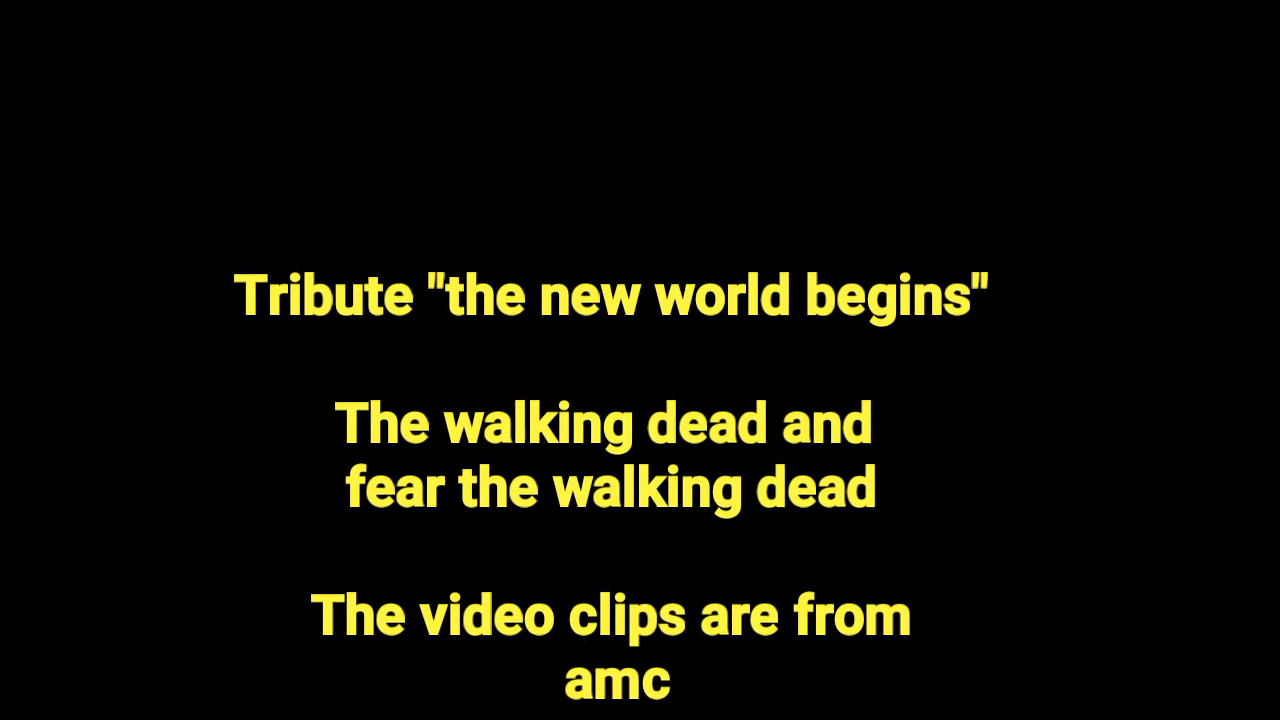 Tribute "the new world begins"
The walking dead and
fear the walking dead
The video clips are from
amc